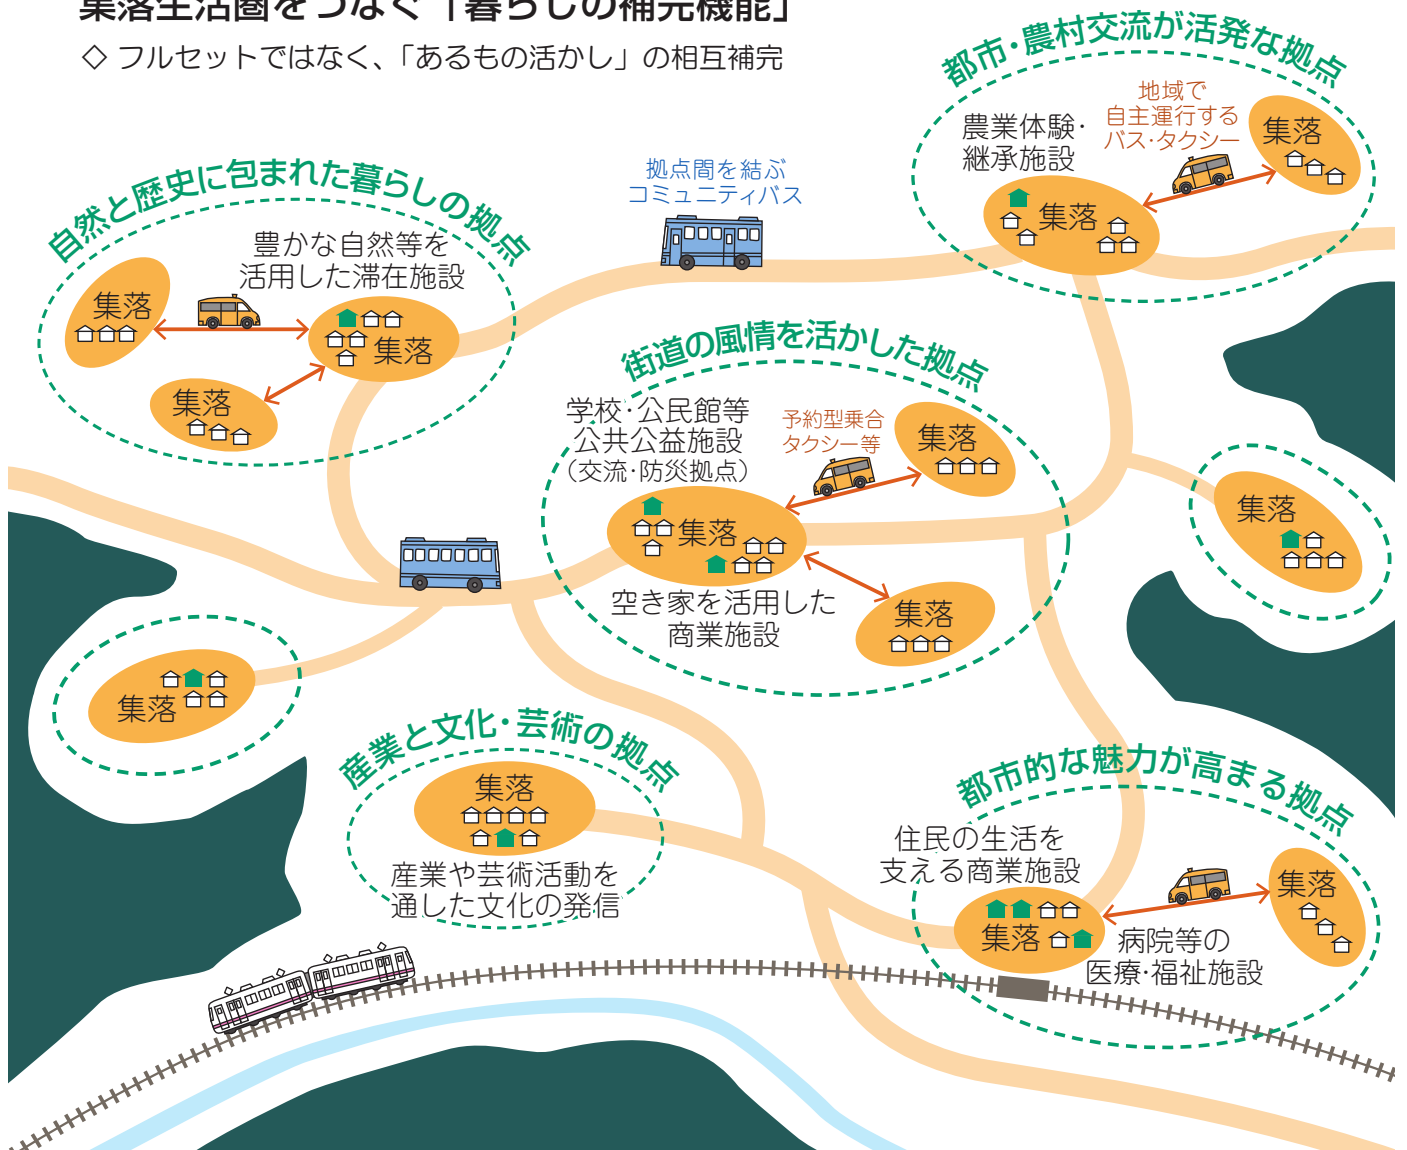 集落生活圏をつなぐ「暮らしの補完機能」
◇ フルセットではなく、「あるもの活かし」の相互補完
都市・農村交流が活発な拠点
地域で
自主運行する
バス・タクシー
農業体験・
継承施設
集落
集落
拠点間を結ぶ
コミュニティバス
自然と歴史に包まれた暮らしの拠点
豊かな自然等を
活用した滞在施設
集落
集落
集落
街道の風情を活かした拠点
学校・公民館等
公共公益施設
（交流・防災拠点）
予約型乗合
タクシー等
集落
集落
空き家を活用した
商業施設
集落
集落
集落
産業と文化・芸術の拠点
集落
産業や芸術活動を
通した文化の発信
都市的な魅力が高まる拠点
住民の生活を
支える商業施設
集落
集落
病院等の
医療・福祉施設